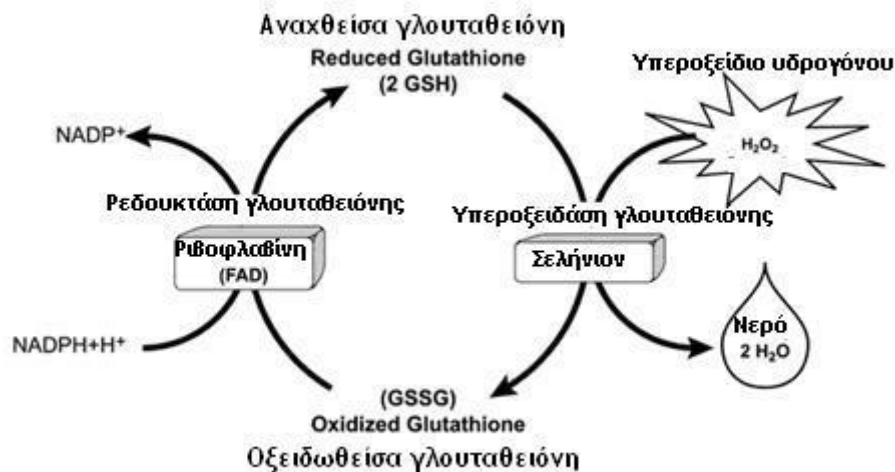 Αναχθείσα γλουταθειόνη
Reduced Glutathione
(2 GSH)
Υπεροξείδιο υδρογόνου
H₂O₂
NADP⁺
Ρεδουκτάση γλουταθειόνης
Ριβοφλαβίνη
(FAD)
Υπεροξειδάση γλουταθειόνης
Σελήνιον
NADPH+H⁺
Νερό
2 H₂O
(GSSG)
Oxidized Glutathione
Οξειδωθείσα γλουταθειόνη